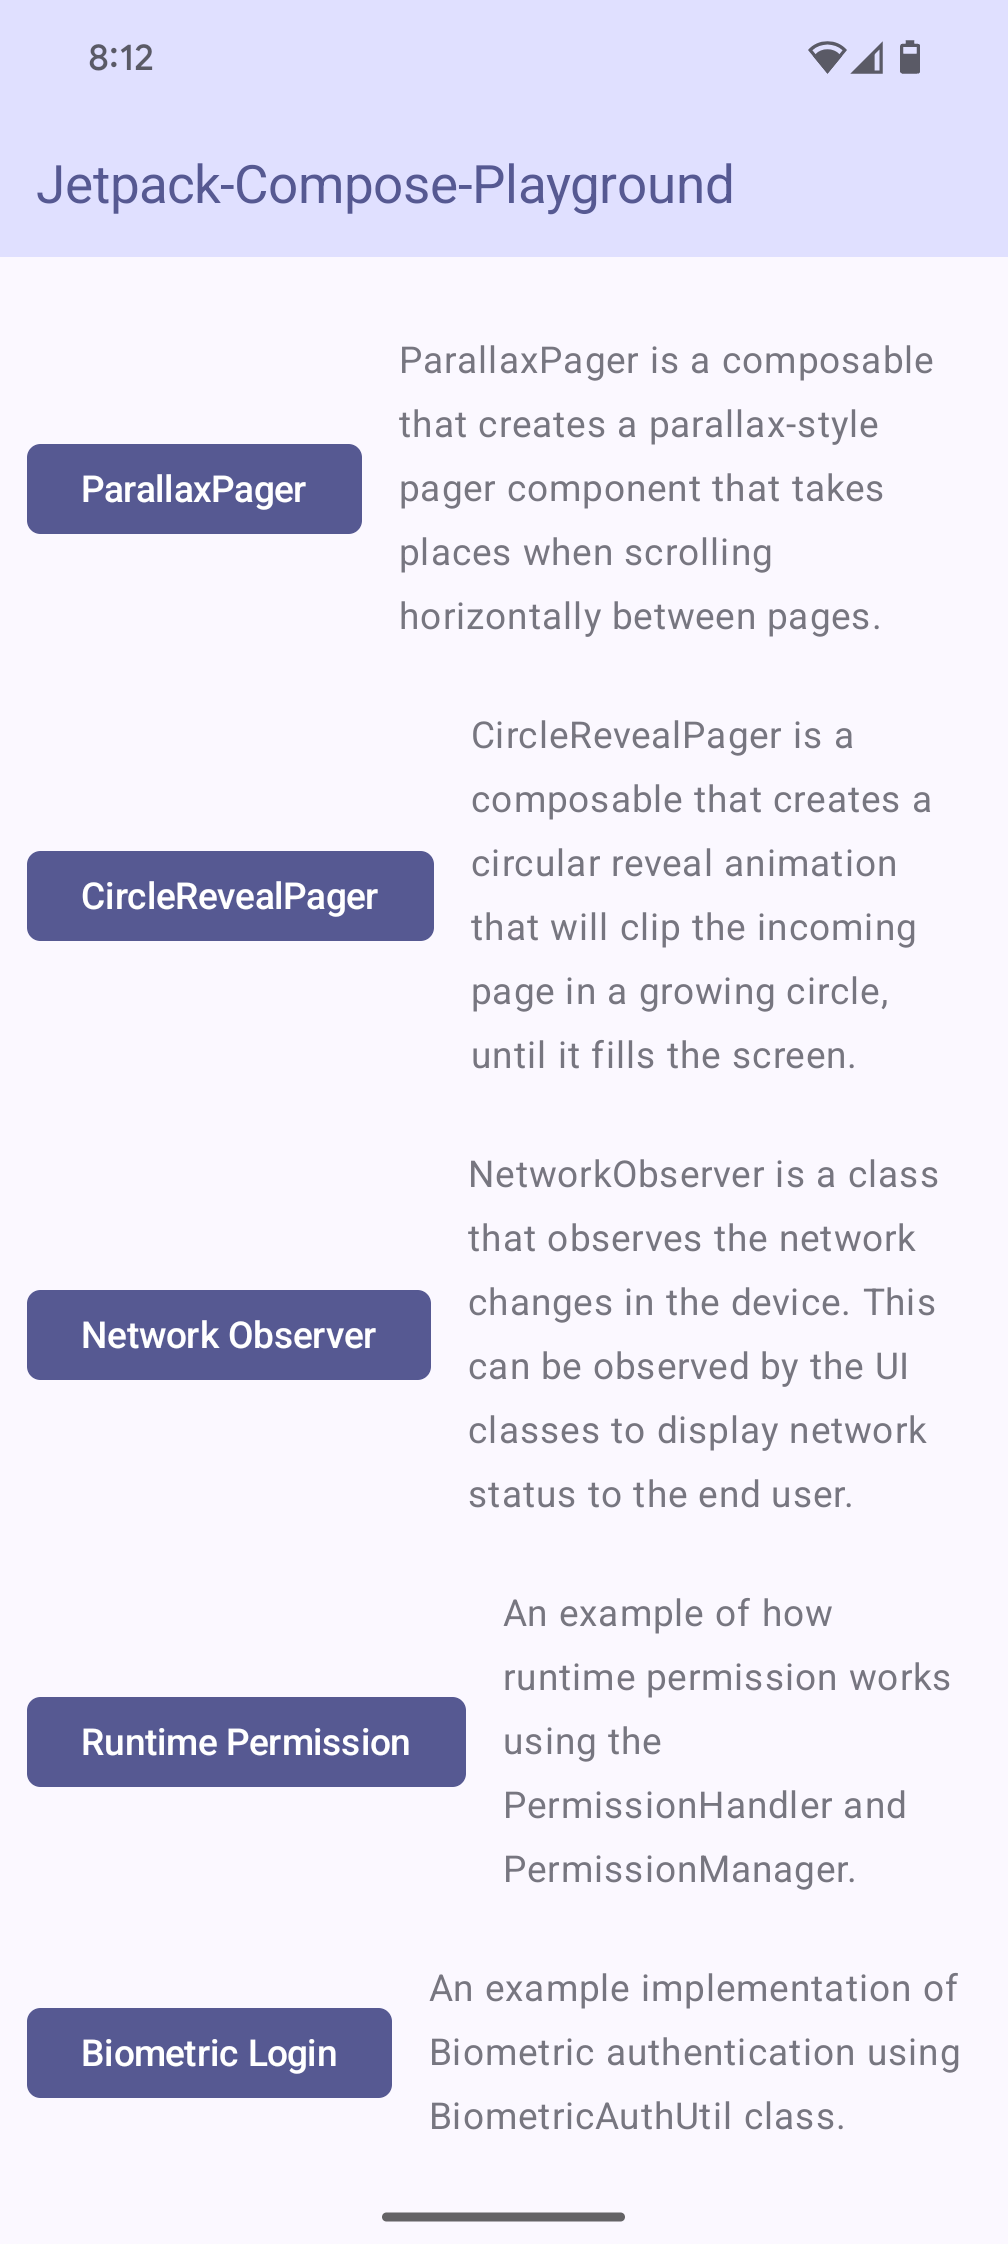 8:12
Jetpack-Compose-Playground
ParallaxPager
ParallaxPager is a composable
that creates a parallax-style
pager component that takes
places when scrolling
horizontally between pages.
CircleRevealPager
CircleRevealPager is a
composable that creates a
circular reveal animation
that will clip the incoming
page in a growing circle,
until it fills the screen.
Network Observer
NetworkObserver is a class
that observes the network
changes in the device. This
can be observed by the UI
classes to display network
status to the end user.
Runtime Permission
An example of how
runtime permission works
using the
PermissionHandler and
PermissionManager.
Biometric Login
An example implementation of
Biometric authentication using
BiometricAuthUtil class.